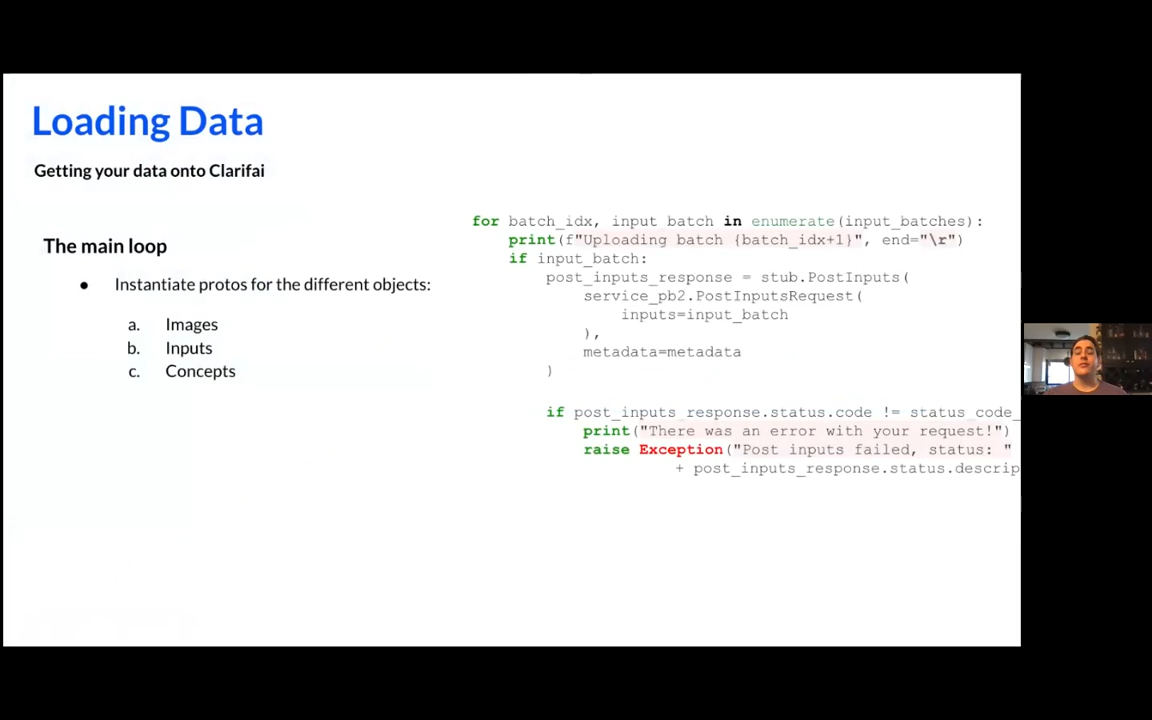 Loading Data
Getting your data onto Clarifai
The main loop
● Instantiate protos for the different objects:
a. Images
b. Inputs
c. Concepts
for batch_idx, input_batch in enumerate(input_batches):
print(f"Uploading batch {batch_idx+1}", end="\r")
if input_batch:
post_inputs_response = stub.PostInputs(
service_pb2.PostInputsRequest(
inputs=input_batch
),
metadata=metadata
)
if post_inputs_response.status.code != status_code_
print("There was an error with your request!")
raise Exception("Post inputs failed, status: "
+ post_inputs_response.status.descrip